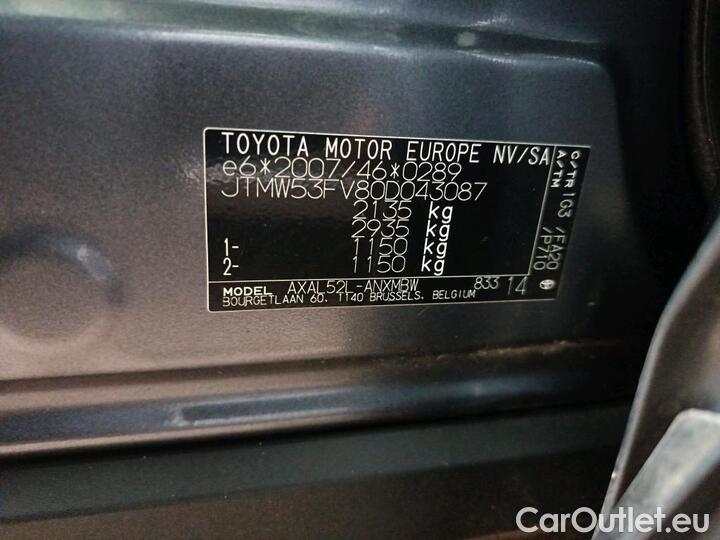 TOYOTA MOTOR EUROPE NV/SA
e6*2007/46*0289
JTMW53FV80D043087
2135 kg
2935 kg
1- 1150 kg
2- 1150 kg
MODEL AXAL52L-ANXMBW 833 14
BOURGETLAAN 60, 1140 BRUSSELS, BELGIUM
C/TR 1G3 /FA20
A/TM /P710
CarOutlet.eu